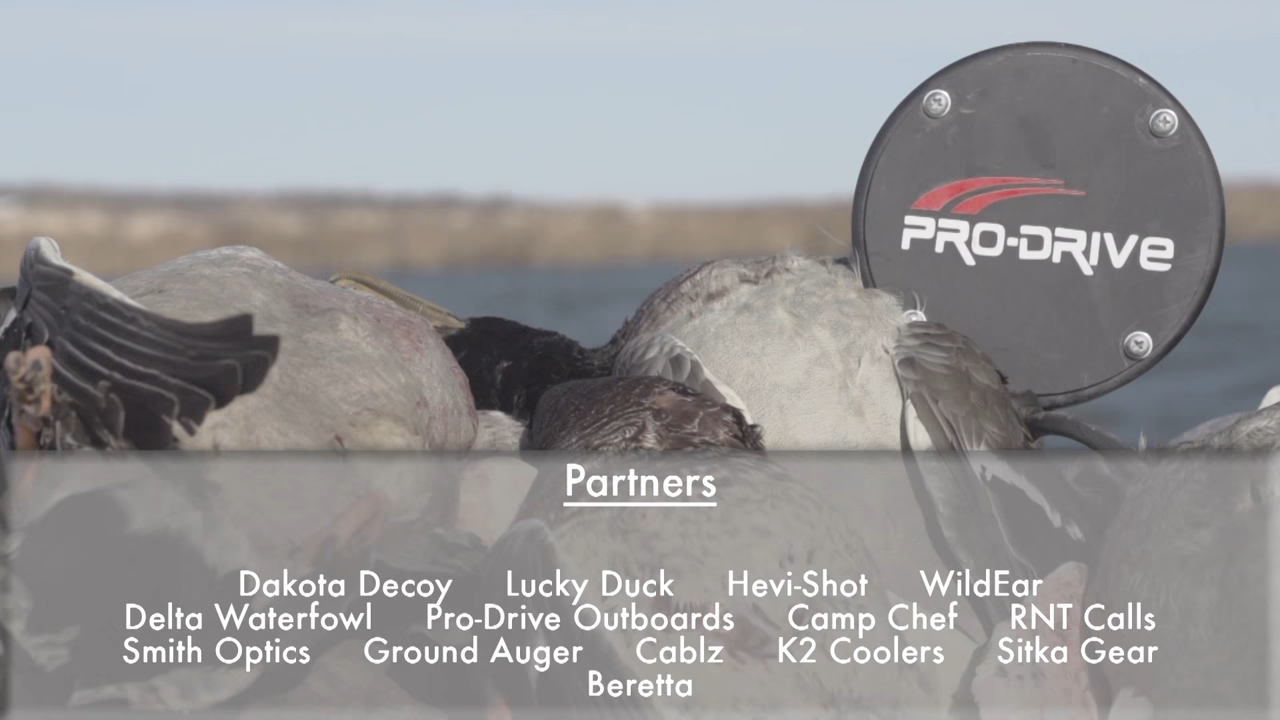 PRO-DRIVE
Partners
Dakota Decoy Lucky Duck Hevi-Shot WildEar
Delta Waterfowl Pro-Drive Outboards Camp Chef RNT Calls
Smith Optics Ground Auger Cablz K2 Coolers Sitka Gear
Beretta